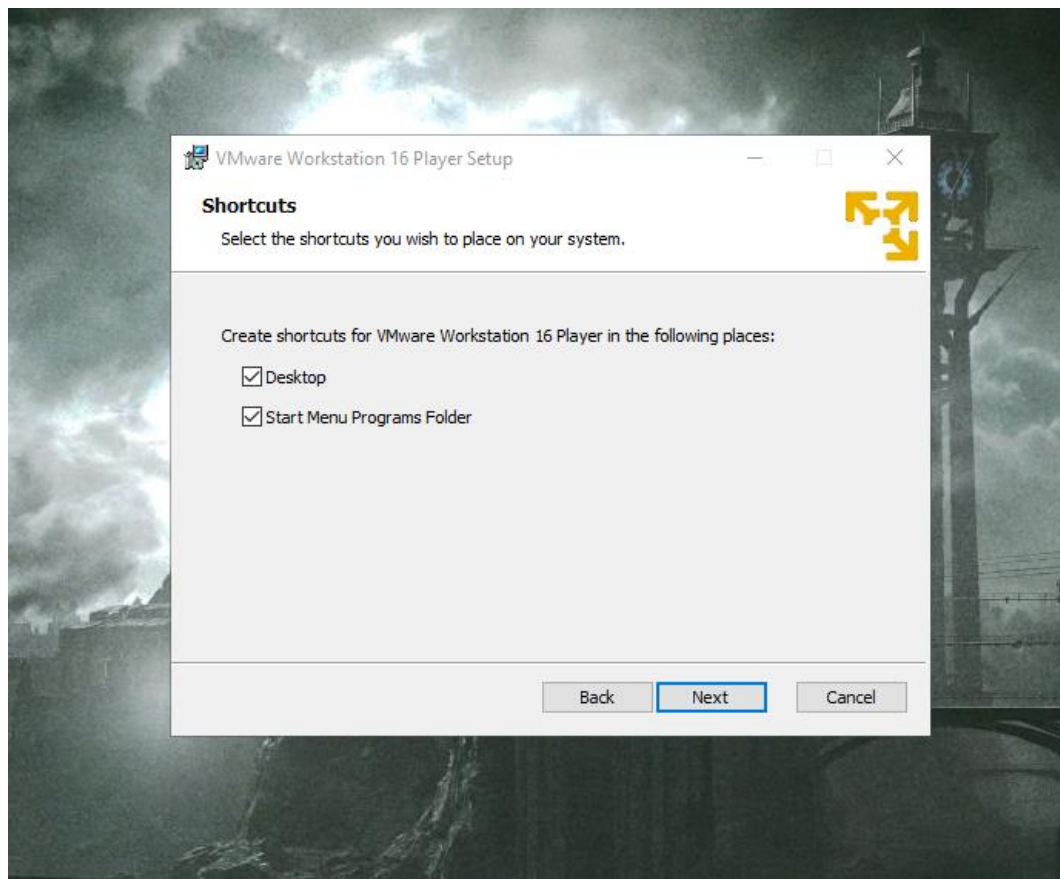 VMware Workstation 16 Player Setup
Shortcuts
Select the shortcuts you wish to place on your system.
Create shortcuts for VMware Workstation 16 Player in the following places:
Desktop
Start Menu Programs Folder
Back Next Cancel